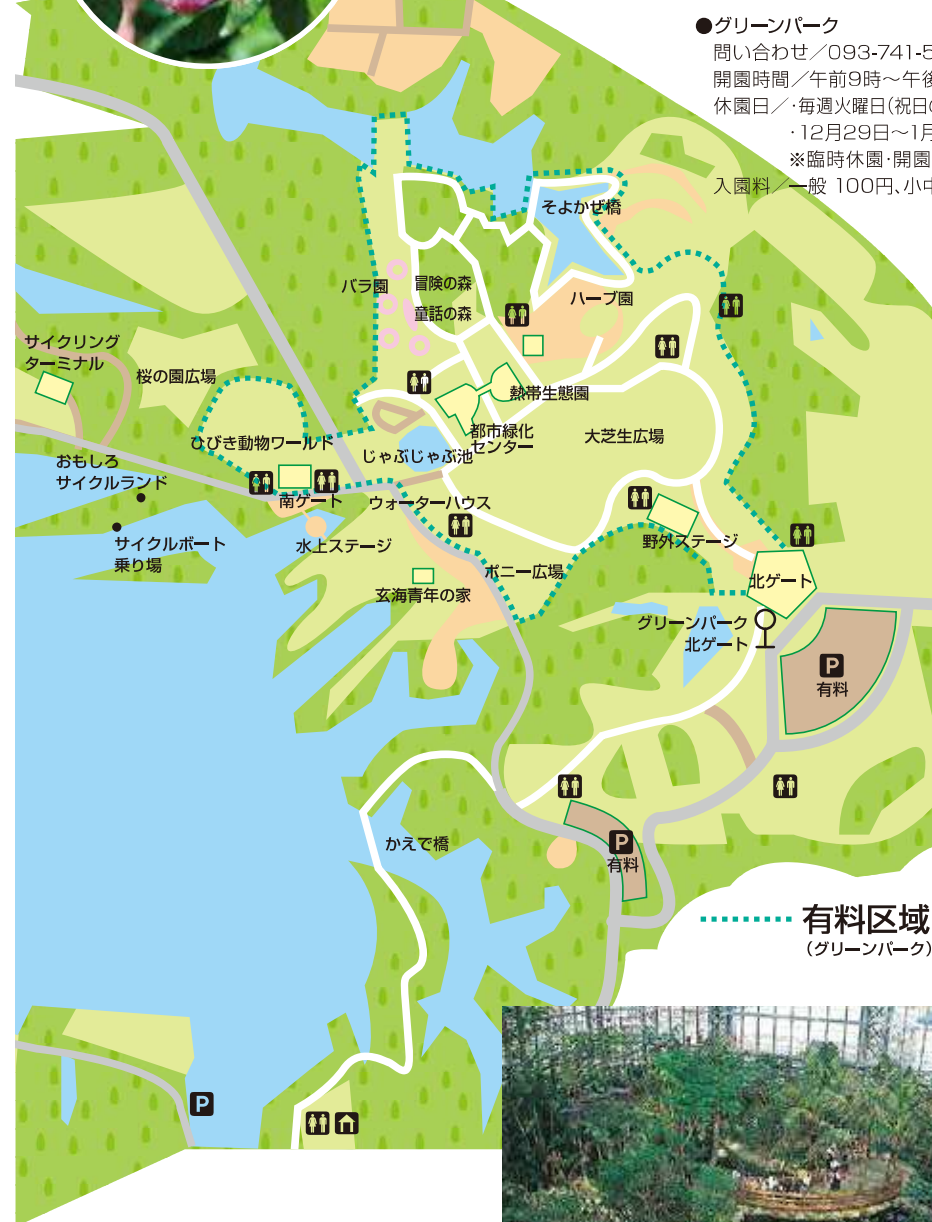 ●グリーンパーク
問い合わせ／093-741-5
開園時間／午前9時～午後
休園日／・毎週火曜日(祝日の
・12月29日～1月
※臨時休園・開園
入園料／一般 100円、小中
そよかぜ橋
バラ園
冒険の森
童話の森
ハーブ園
サイクリング
ターミナル
桜の園広場
熱帯生態園
都市緑化
センター
大芝生広場
ひびき動物ワールド
じゃぶじゃぶ池
おもしろ
サイクルランド
南ゲート
ウォーターハウス
サイクルボート
乗り場
水上ステージ
野外ステージ
ポニー広場
玄海青年の家
北ゲート
グリーンパーク
北ゲート
P
有料
かえで橋
P
有料
有料区域
（グリーンパーク）
P